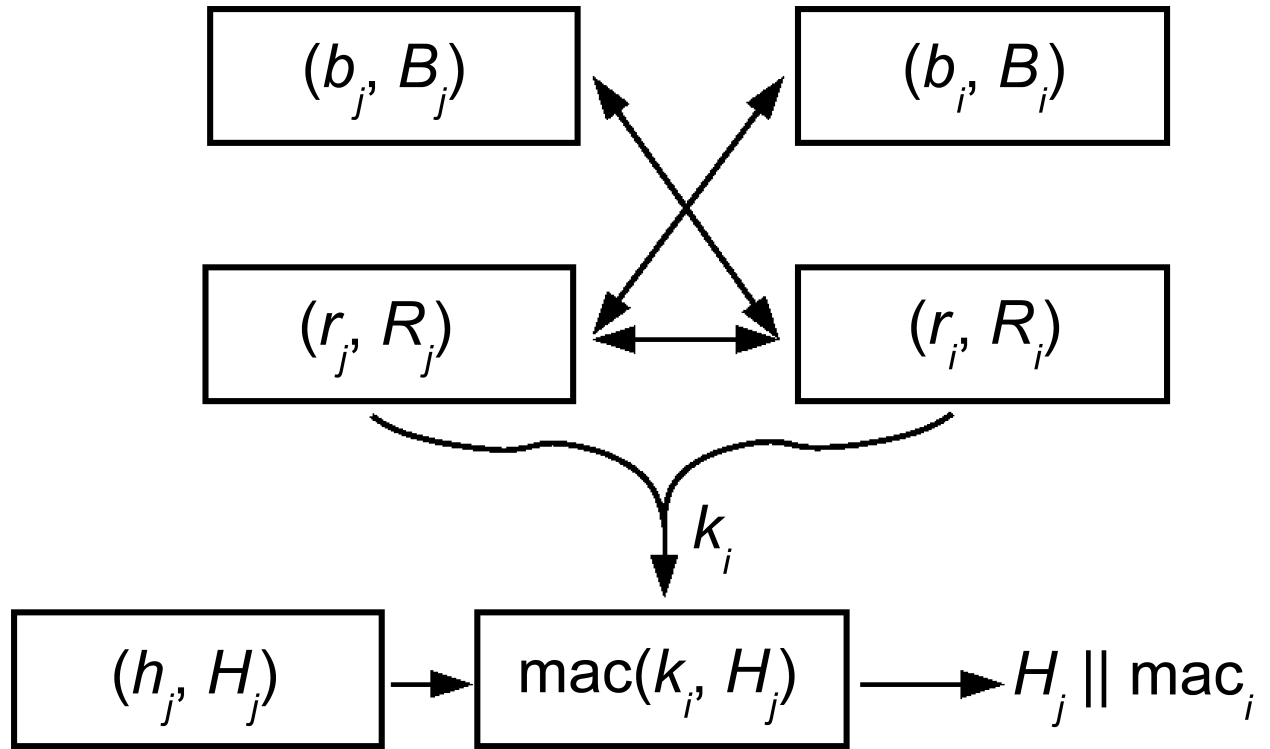 (b_j, B_j) (b_i, B_i)
(r_j, R_j) (r_i, R_i)
k_i
(h_j, H_j) mac(k_i, H_j) H_j || mac_i